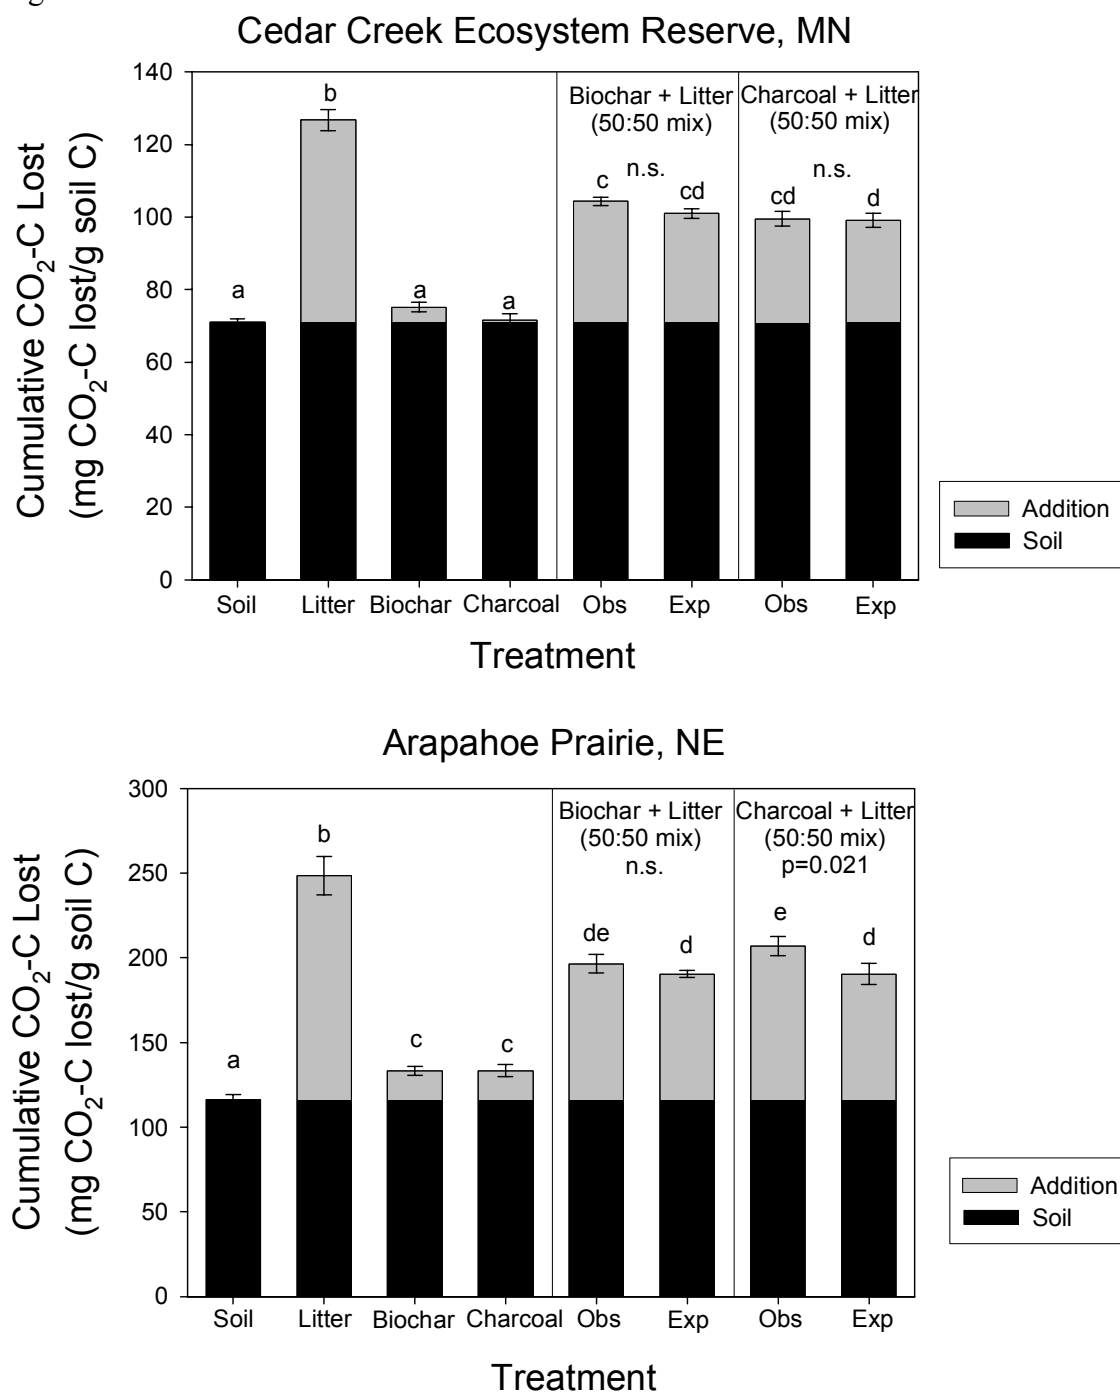 Cedar Creek Ecosystem Reserve, MN
Cumulative CO2-C Lost
(mg CO2-C lost/g soil C)
140
120
100
80
60
40
20
0
Biochar + Litter
(50:50 mix)
n.s.
Charcoal + Litter
(50:50 mix)
n.s.
a
b
a
a
c
cd
cd
d
Soil
Litter
Biochar
Charcoal
Obs
Exp
Obs
Exp
Treatment
Addition
Soil
Arapahoe Prairie, NE
Cumulative CO2-C Lost
(mg CO2-C lost/g soil C)
300
250
200
150
100
50
0
Biochar + Litter
(50:50 mix)
n.s.
Charcoal + Litter
(50:50 mix)
p=0.021
a
b
c
c
de
d
e
d
Soil
Litter
Biochar
Charcoal
Obs
Exp
Obs
Exp
Treatment
Addition
Soil